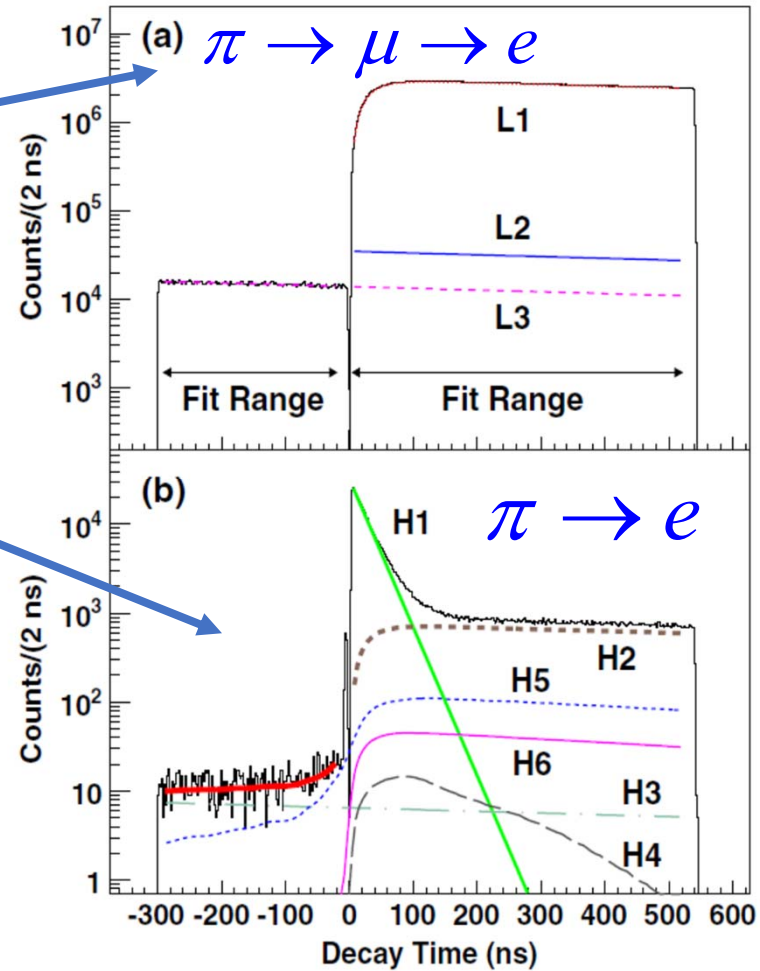 (a) π → μ → e
10⁷
10⁶
10⁵
10⁴
10³
Counts/(2 ns)
L1
L2
L3
Fit Range
Fit Range
(b) π → e
10⁴
10³
10²
10
1
Counts/(2 ns)
H1
H2
H5
H6
H3
H4
-300 -200 -100 0 100 200 300 400 500 600
Decay Time (ns)